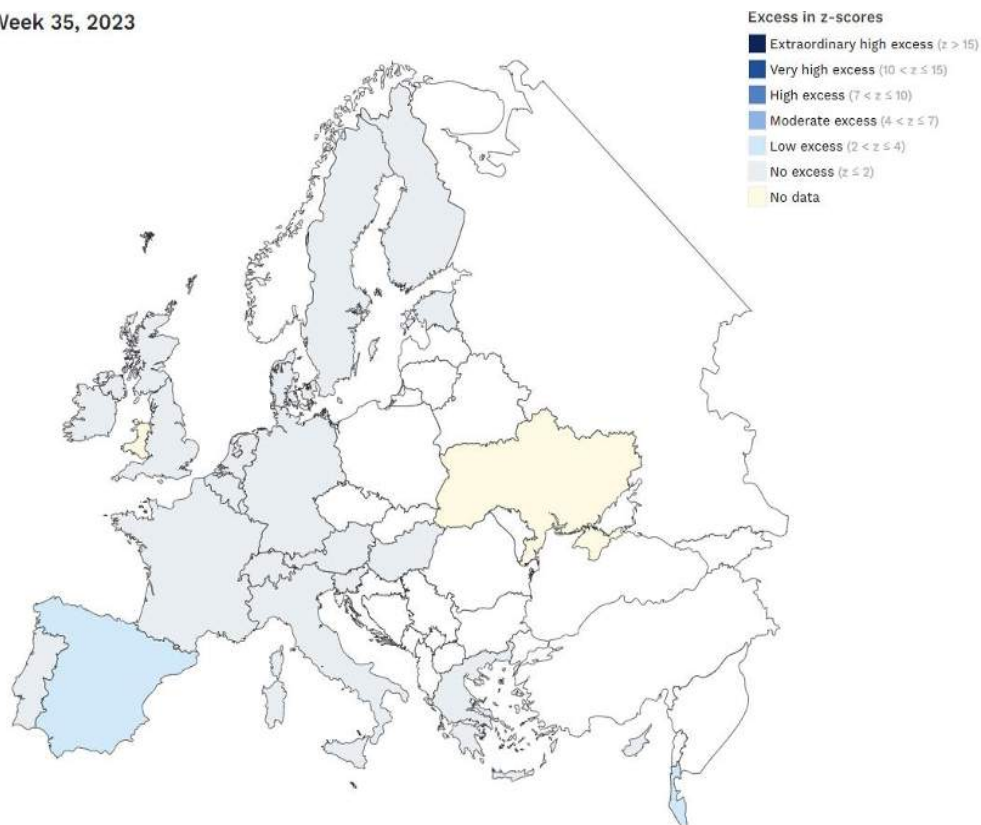 Week 35, 2023
Excess in z-scores
Extraordinary high excess (z > 15)
Very high excess (10 < z ≤ 15)
High excess (7 < z ≤ 10)
Moderate excess (4 < z ≤ 7)
Low excess (2 < z ≤ 4)
No excess (z ≤ 2)
No data